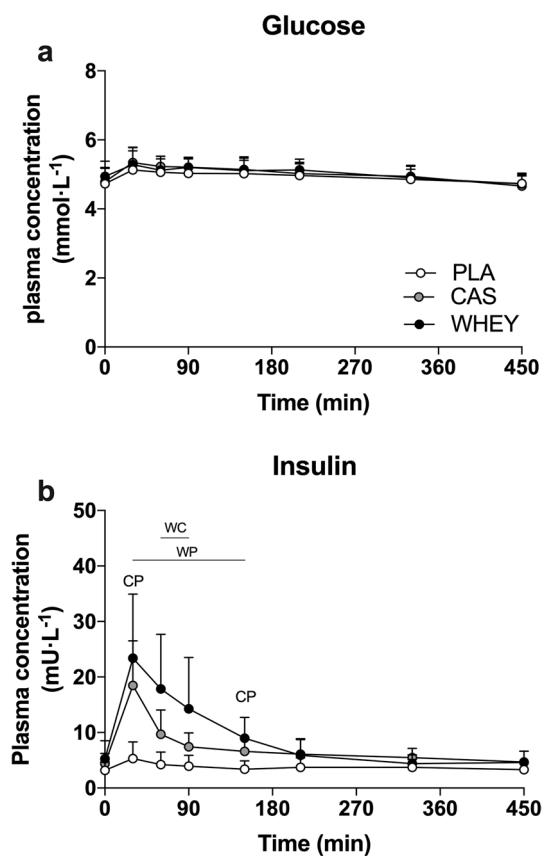 Glucose
a
plasma concentration
(mmol·L⁻¹)
8
6
4
2
0
PLA
CAS
WHEY
0 90 180 270 360 450
Time (min)
Insulin
b
Plasma concentration
(mU·L⁻¹)
50
40
30
20
10
0
WC
WP
CP
CP
0 90 180 270 360 450
Time (min)